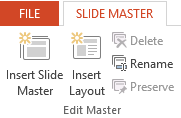 FILE SLIDE MASTER
Insert Slide Master
Insert Layout
Delete
Rename
Preserve
Edit Master